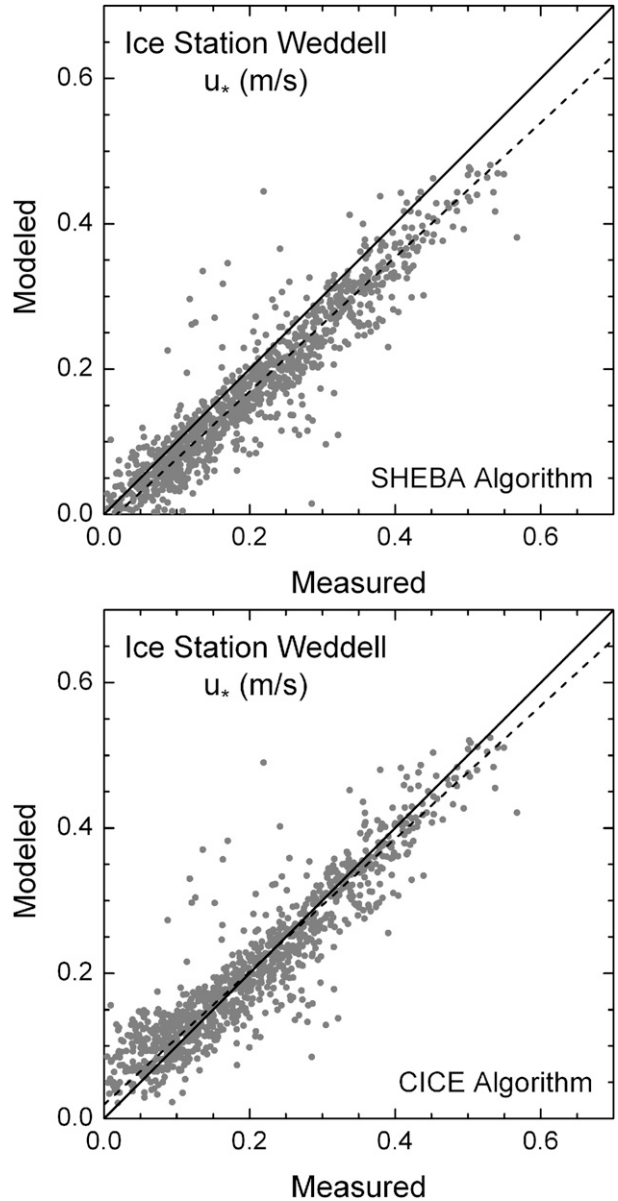 Ice Station Weddell
u* (m/s)
0.6
0.4
0.2
0.0
Modeled
SHEBA Algorithm
0.0 0.2 0.4 0.6
Measured
Ice Station Weddell
u* (m/s)
0.6
0.4
0.2
0.0
Modeled
CICE Algorithm
0.0 0.2 0.4 0.6
Measured